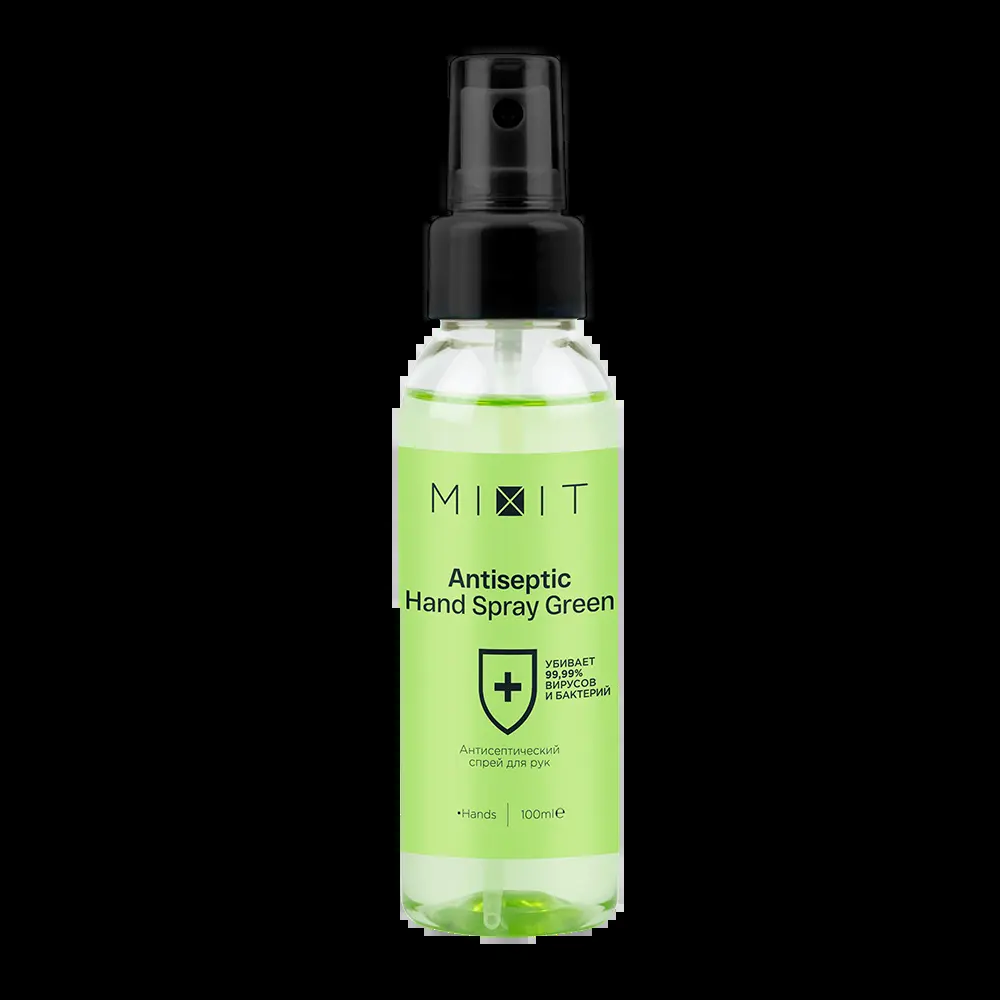 MIXIT
Antiseptic
Hand Spray Green
УБИВАЕТ
99,99%
ВИРУСОВ
И БАКТЕРИЙ
Антисептический
спрей для рук
•Hands | 100ml℮